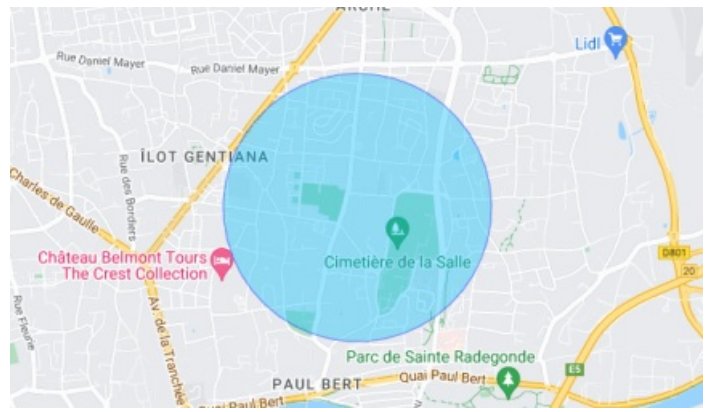 ARCHE
Lidl
Rue Daniel Mayer
Rue Daniel Mayer
ÎLOT GENTIANA
Rue des Bordiers
Charles de Gaulle
Château Belmont Tours
The Crest Collection
Cimetière de la Salle
D801
20
Av. de la Tranchée
Rue Fleurie
Parc de Sainte Radegonde
E5
PAUL BERT
Quai Paul Bert
Quai Paul Bert